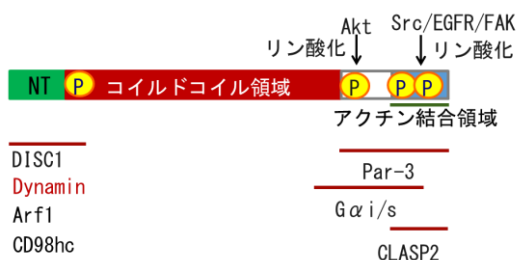 Akt Src/EGFR/FAK
リン酸化 リン酸化
NT P コイルドコイル領域 P P P
アクチン結合領域
DISC1
Dynamin
Arf1
CD98hc
Par-3
Gαi/s
CLASP2